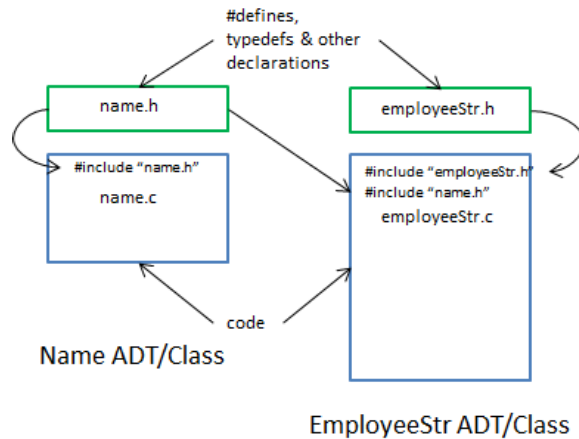 #defines,
typedefs & other
declarations
name.h
employeeStr.h
#include “name.h”
name.c
#include “employeeStr.h”
#include “name.h”
employeeStr.c
code
Name ADT/Class
EmployeeStr ADT/Class